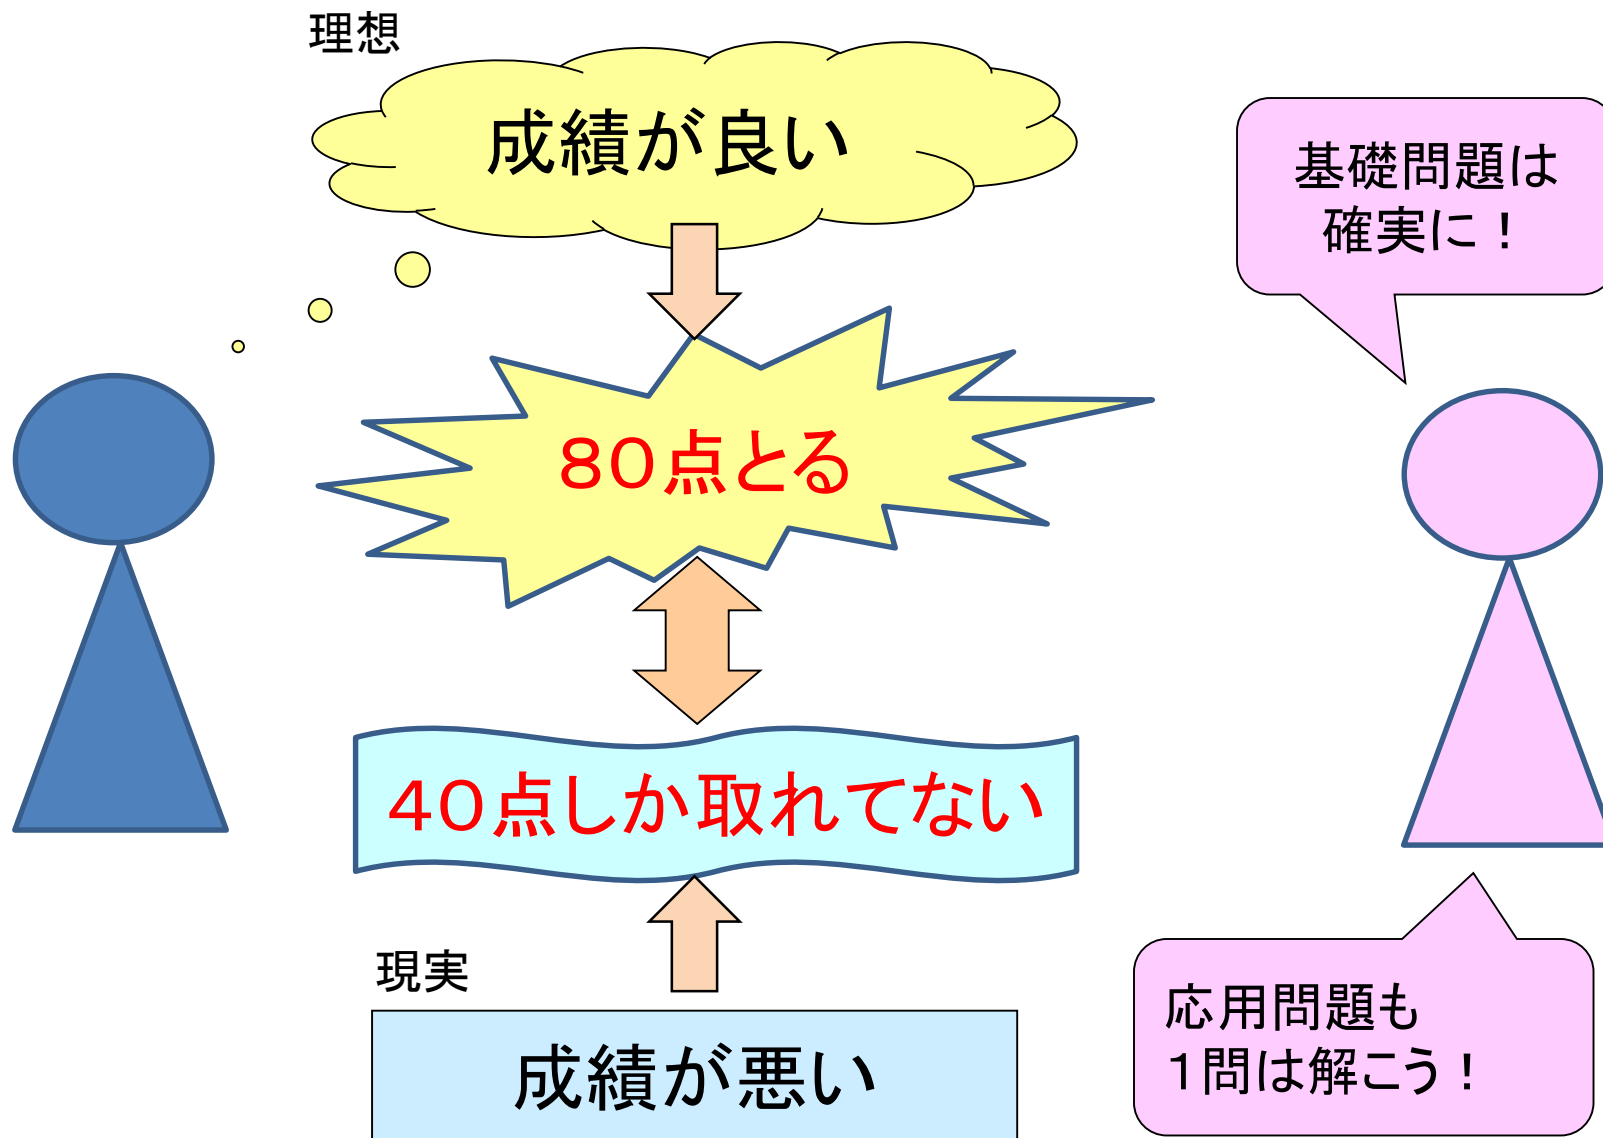 理想
成績が良い
基礎問題は
確実に！
８０点とる
４０点しか取れてない
現実
成績が悪い
応用問題も
１問は解こう！